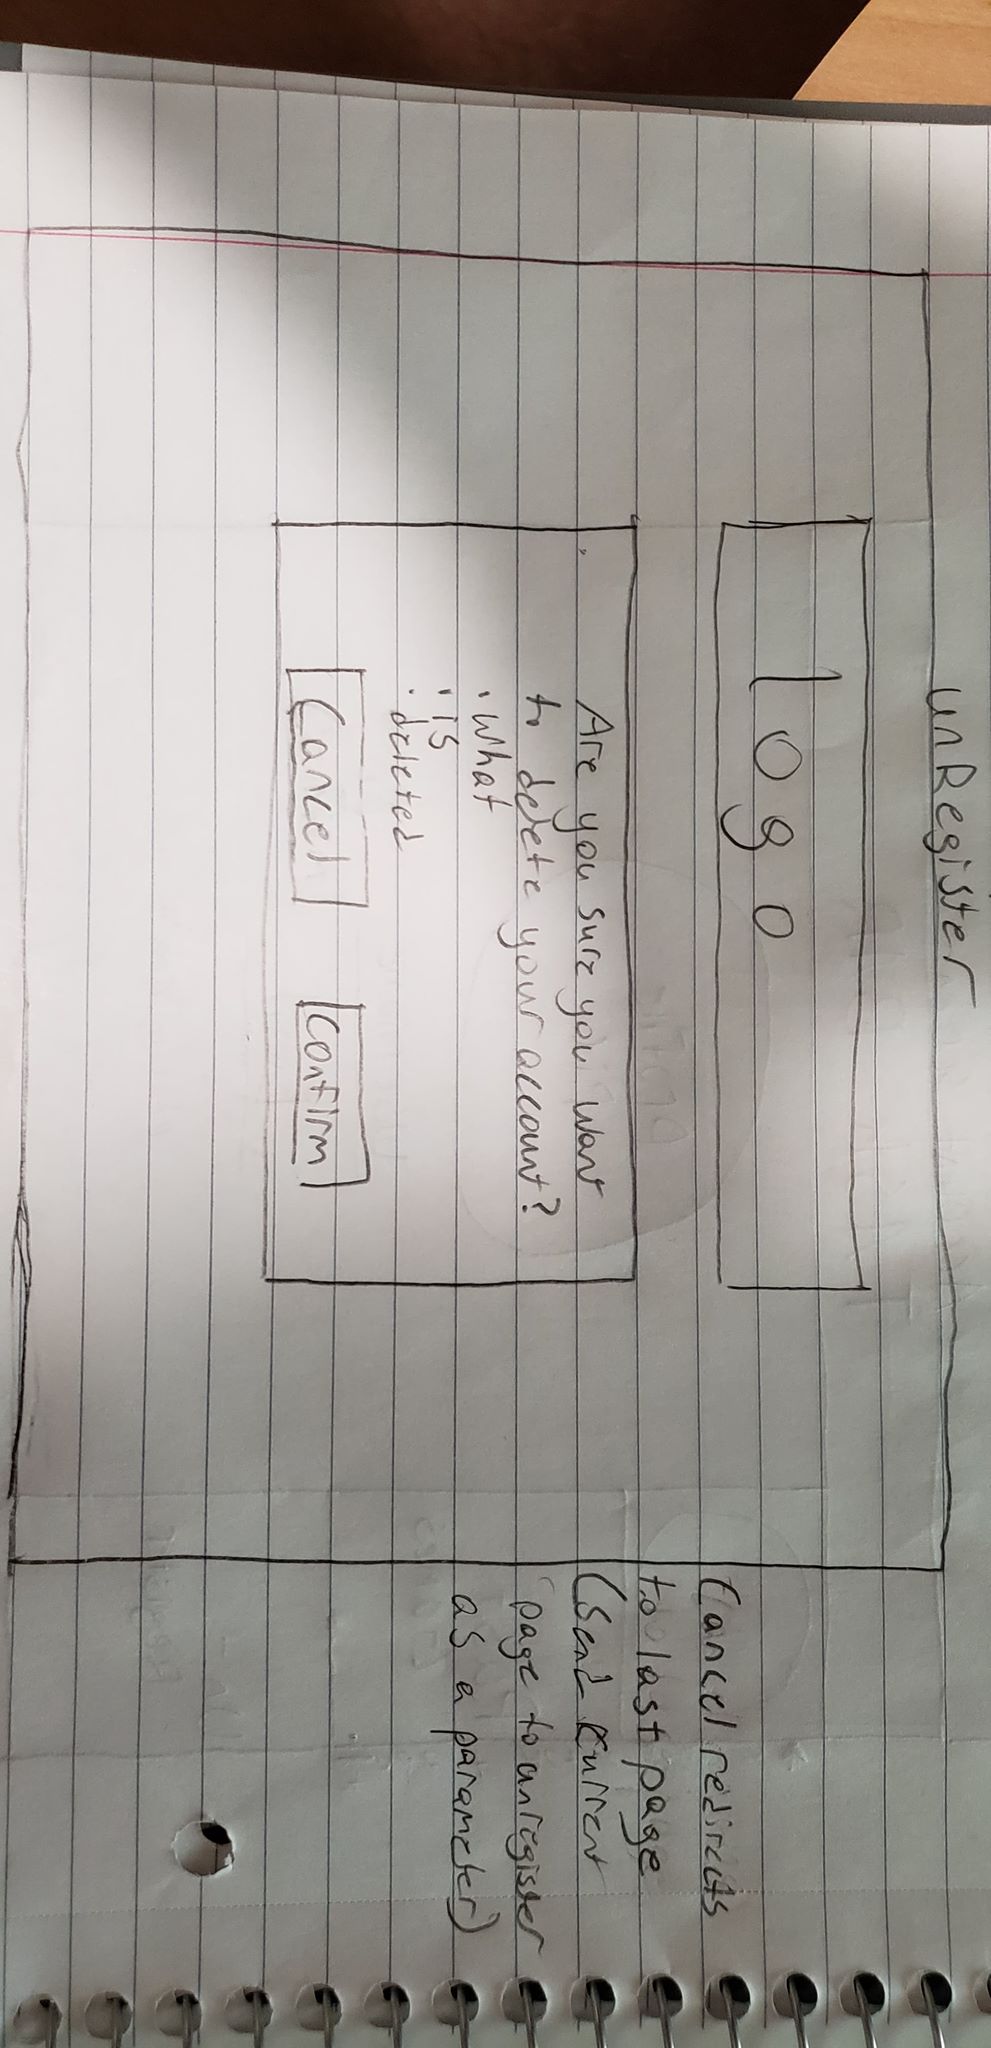 unRegister
logo
Are you sure you want
to delete your account?
. what
. is
. deleted
Cancel
Confirm
Cancel redirects
to last page
(send current
page to unregister
as a parameter)